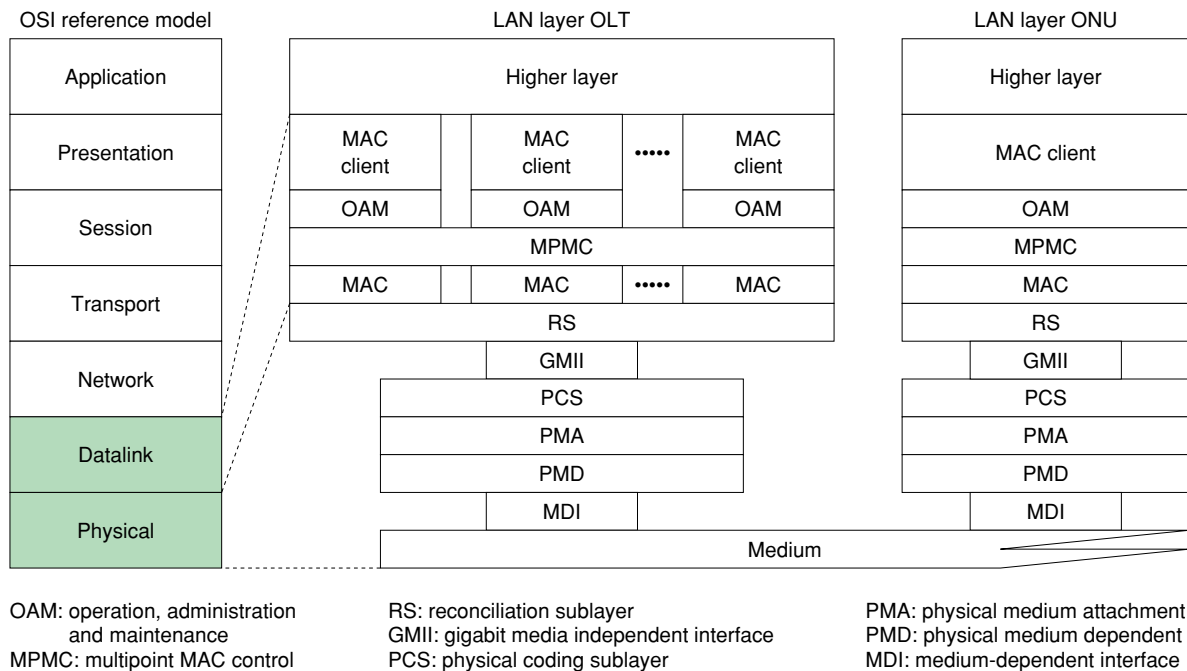 OSI reference model
LAN layer OLT
LAN layer ONU
Application
Presentation
Session
Transport
Network
Datalink
Physical
Higher layer
MAC
client
MAC
client
•••••
MAC
client
OAM
OAM
OAM
MPMC
MAC
MAC
•••••
MAC
RS
GMII
PCS
PMA
PMD
MDI
Medium
Higher layer
MAC client
OAM
MPMC
MAC
RS
GMII
PCS
PMA
PMD
MDI
OAM: operation, administration
and maintenance
MPMC: multipoint MAC control
RS: reconciliation sublayer
GMII: gigabit media independent interface
PCS: physical coding sublayer
PMA: physical medium attachment
PMD: physical medium dependent
MDI: medium-dependent interface